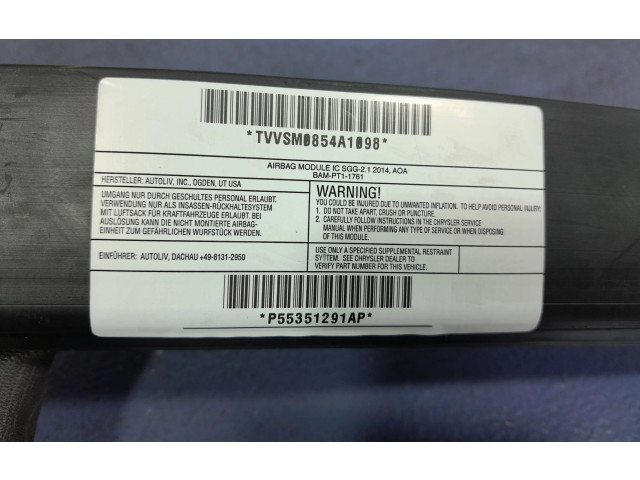 *TVVSM0854A1098*
AIRBAG MODULE IC SGG-2.1 2014, AOA
BAM-PT1-1761
HERSTELLER: AUTOLIV, INC., OGDEN, UT USA
UMGANG NUR DURCH GESCHULTES PERSONAL ERLAUBT.
VERWENDUNG NUR ALS INSASSEN-RÜCKHALTESYSTEM
MIT LUFTSACK FÜR KRAFTFAHRZEUGE ERLAUBT. BEI
AUSLÖSUNG KANN DIE NICHT MONTIERTE AIRBAG-
EINHEIT ZUM GEFÄHRLICHEN WURFSTÜCK WERDEN.
EINFÜHRER: AUTOLIV, DACHAU +49-8131-2950
WARNING!
YOU COULD BE INJURED DUE TO UNWANTED INFLATION. TO HELP AVOID PERSONAL INJURY:
1. DO NOT TAKE APART, CRUSH OR PUNCTURE.
2. CAREFULLY FOLLOW INSTRUCTIONS IN THE CHRYSLER SERVICE
MANUAL WHEN PERFORMING ANY TYPE OF SERVICE OR WHEN DISPOSING
OF THIS MODULE.
USE ONLY A SPECIFIED SUPPLEMENTAL RESTRAINT
SYTTEM. SEE CHRYSLER DEALER TO
VERIFY PART NUMBER FOR THIS VEHICLE.
*P55351291AP*